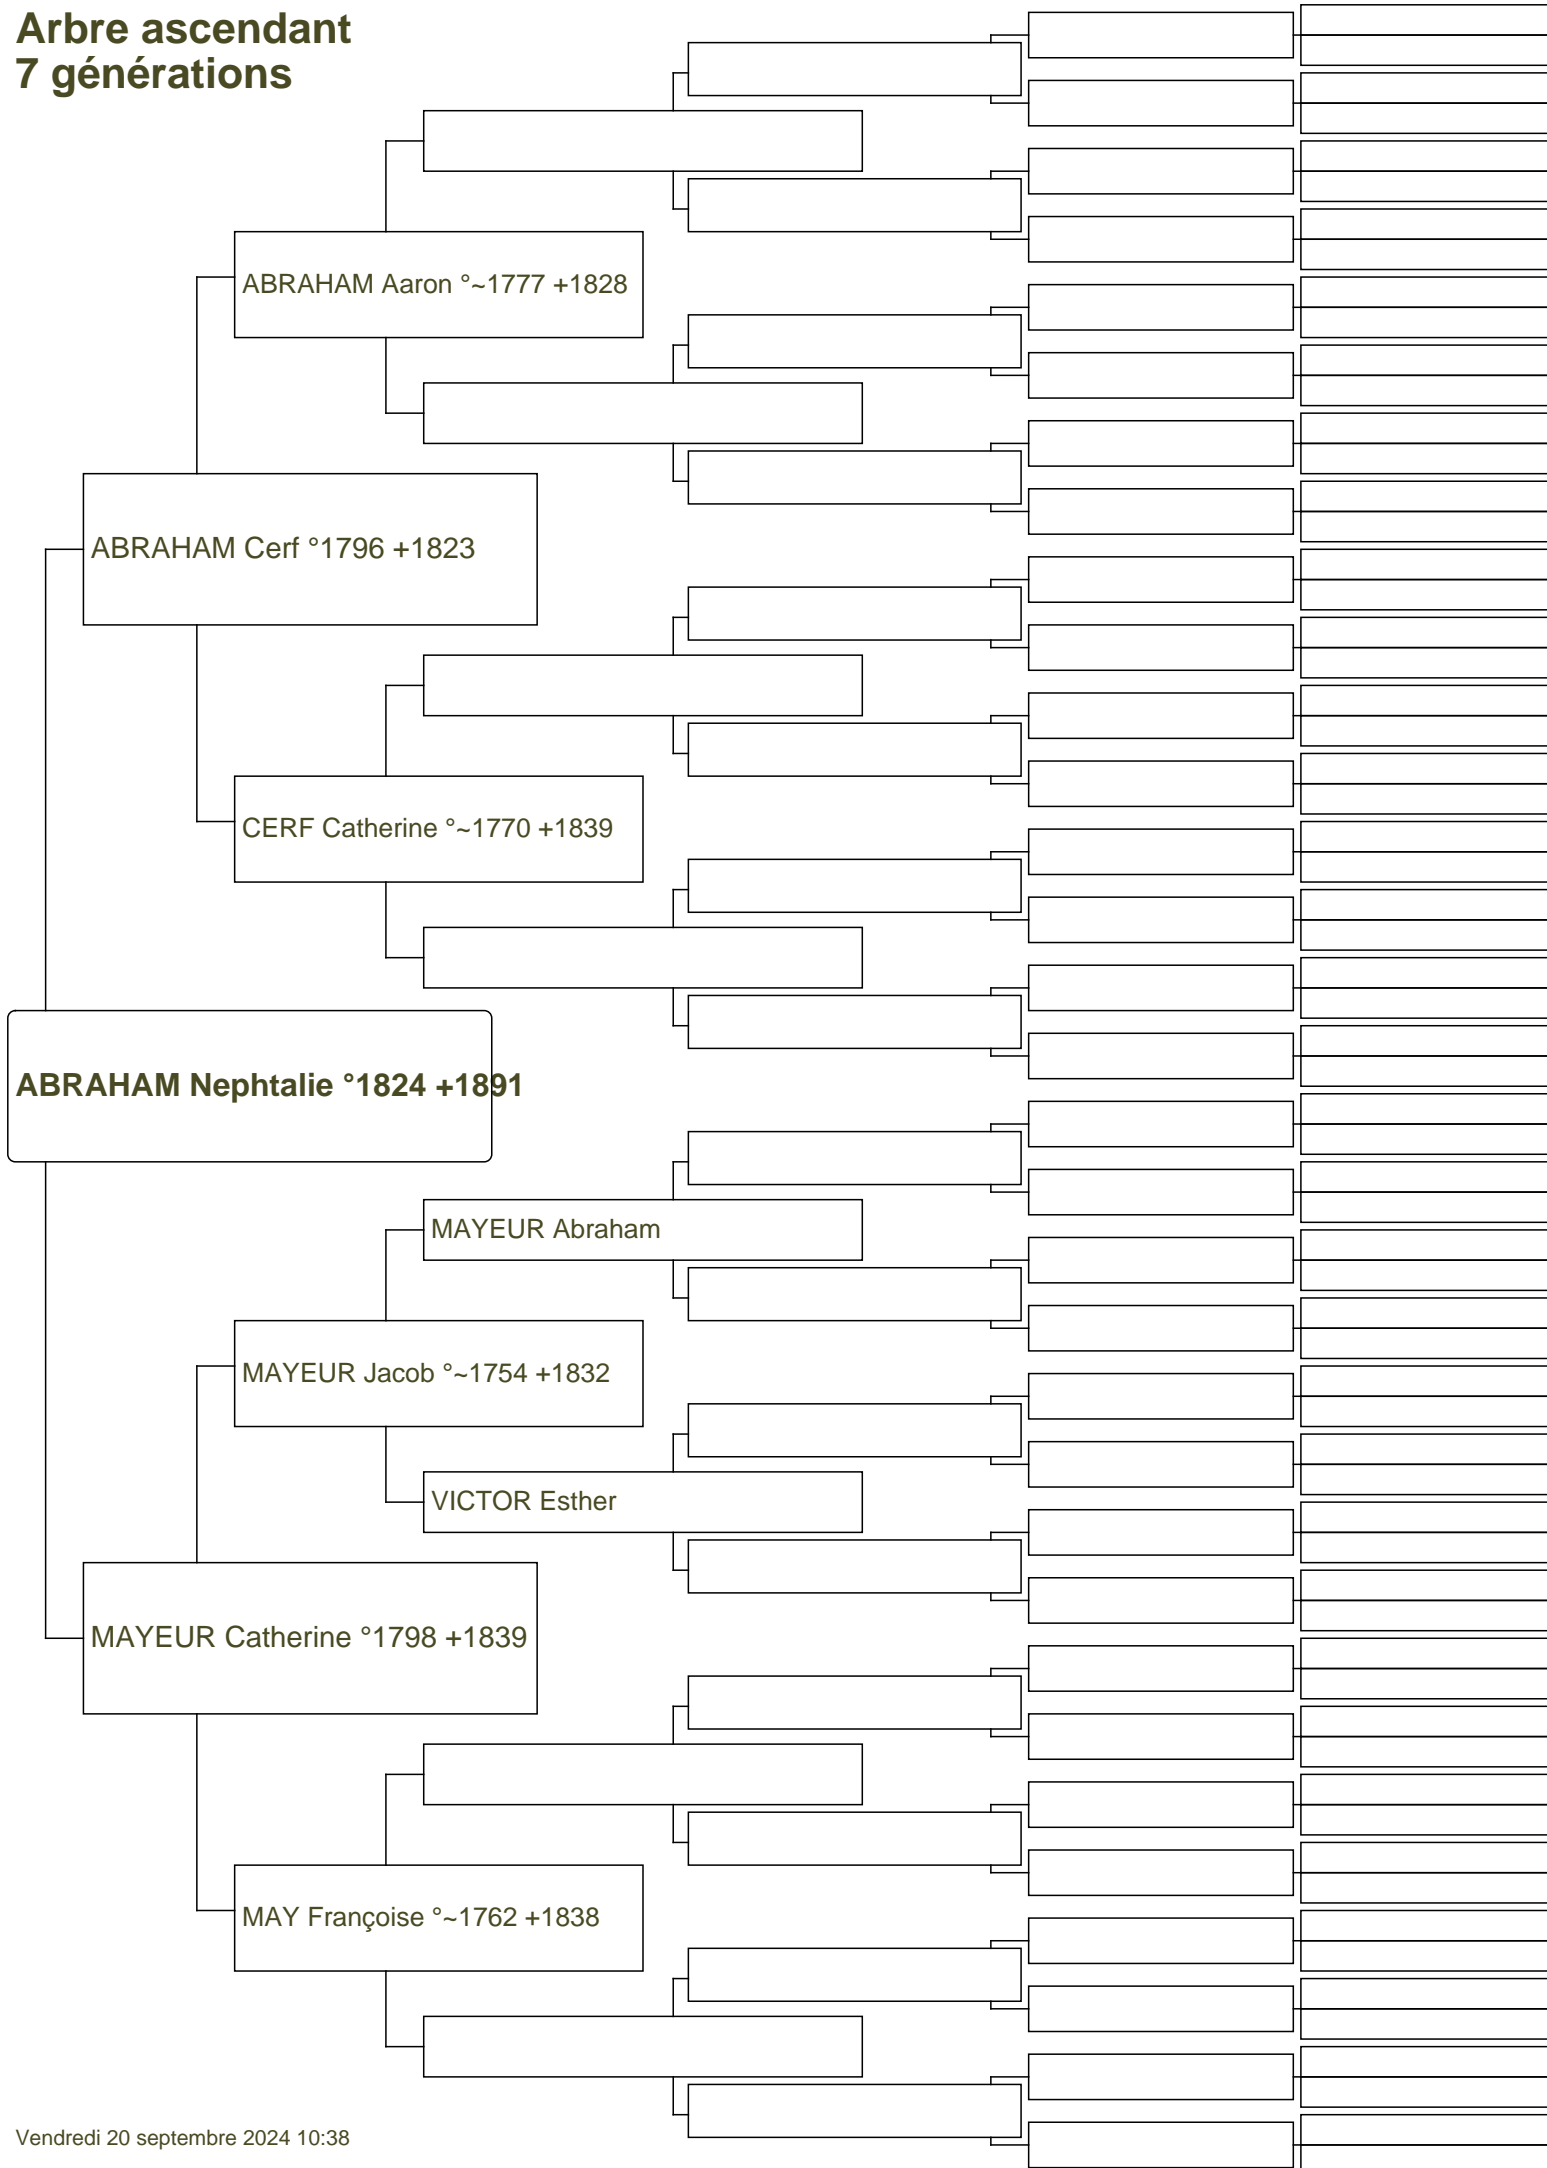 Arbre ascendant
7 générations
ABRAHAM Aaron °~1777 +1828
ABRAHAM Cerf °1796 +1823
CERF Catherine °~1770 +1839
ABRAHAM Nephtalie °1824 +1891
MAYEUR Abraham
MAYEUR Jacob °~1754 +1832
VICTOR Esther
MAYEUR Catherine °1798 +1839
MAY Françoise °~1762 +1838
Vendredi 20 septembre 2024 10:38